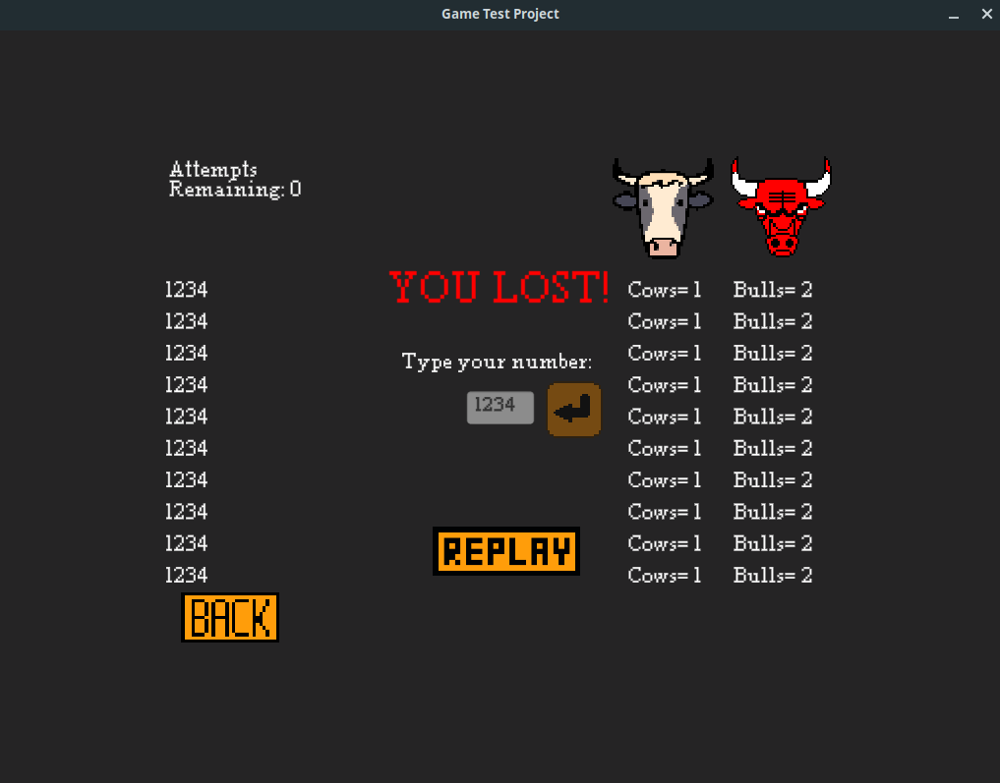 Game Test Project
Attempts
Remaining: 0
YOU LOST!
1234 Cows= 1 Bulls= 2
1234 Cows= 1 Bulls= 2
Type your number:
1234 Cows= 1 Bulls= 2
1234 Cows= 1 Bulls= 2
1234
1234 Cows= 1 Bulls= 2
1234 Cows= 1 Bulls= 2
1234 Cows= 1 Bulls= 2
1234 Cows= 1 Bulls= 2
1234 Cows= 1 Bulls= 2
REPLAY
1234 Cows= 1 Bulls= 2
BACK